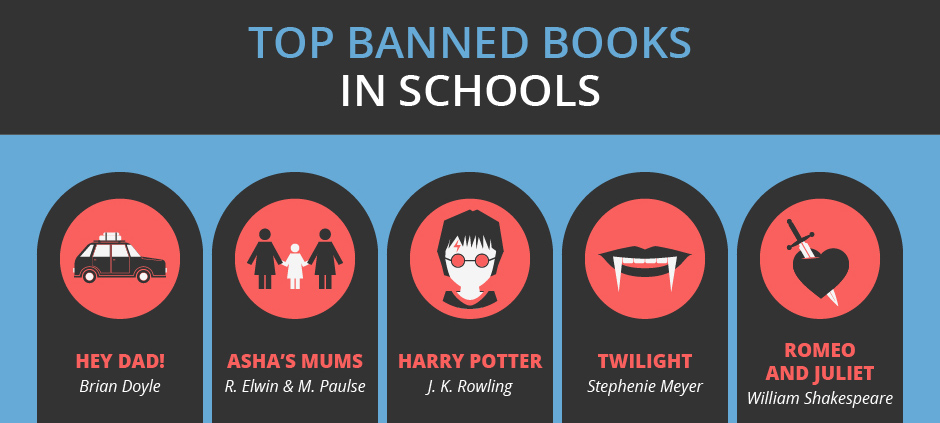 TOP BANNED BOOKS
IN SCHOOLS
HEY DAD!
Brian Doyle
ASHA'S MUMS
R. Elwin & M. Paulse
HARRY POTTER
J. K. Rowling
TWILIGHT
Stephenie Meyer
ROMEO
AND JULIET
William Shakespeare